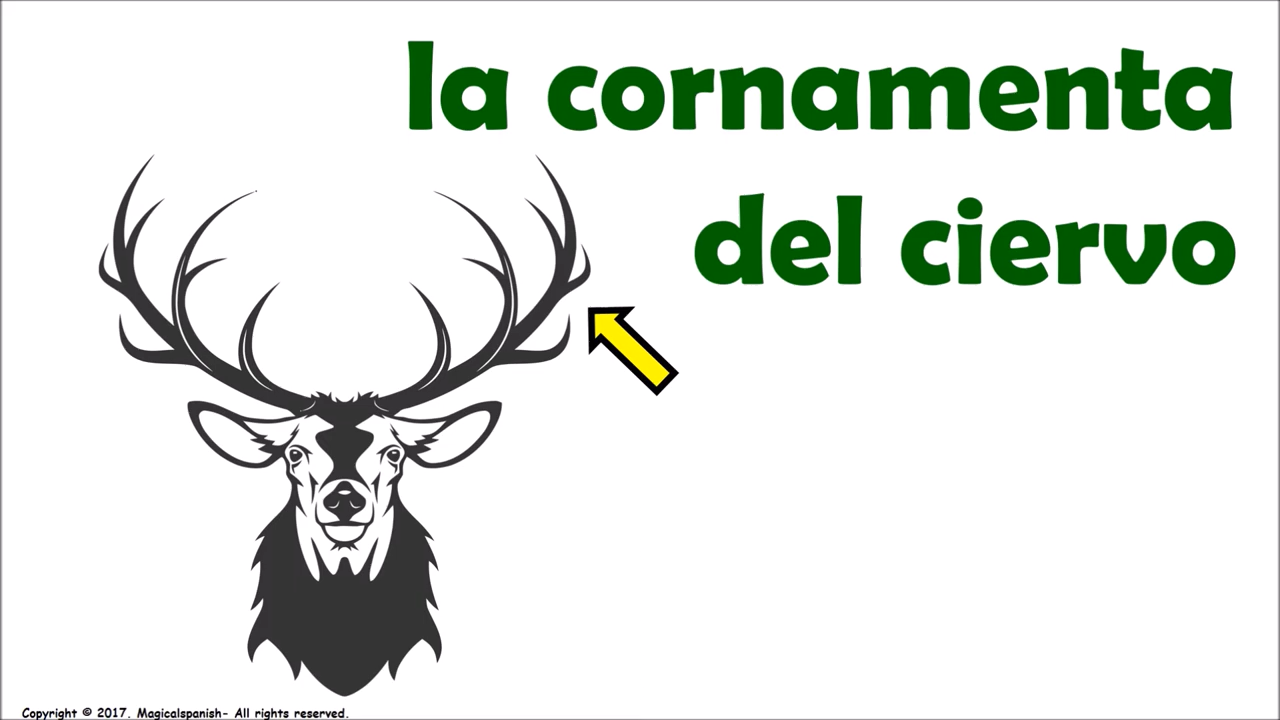 la cornamenta
del ciervo
Copyright © 2017. Magicalspanish- All rights reserved.